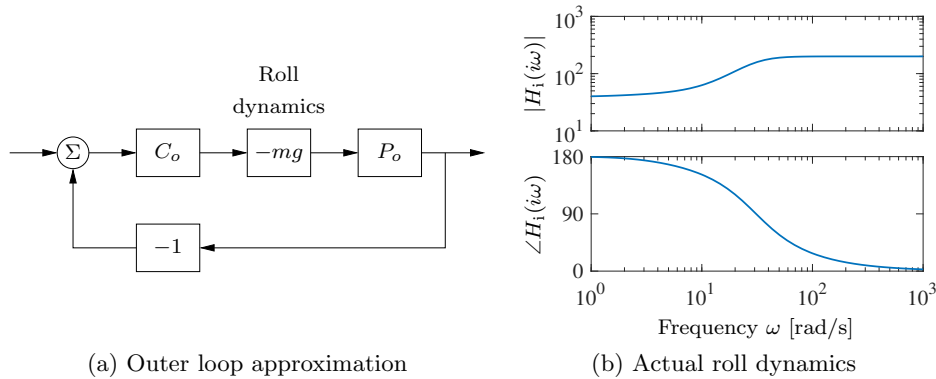 Roll
dynamics
Σ
C_o
−mg
P_o
−1
(a) Outer loop approximation
|H_i(iω)|
10^3
10^2
10^1
∠H_i(iω)
180
90
0
10^0 10^1 10^2 10^3
Frequency ω [rad/s]
(b) Actual roll dynamics